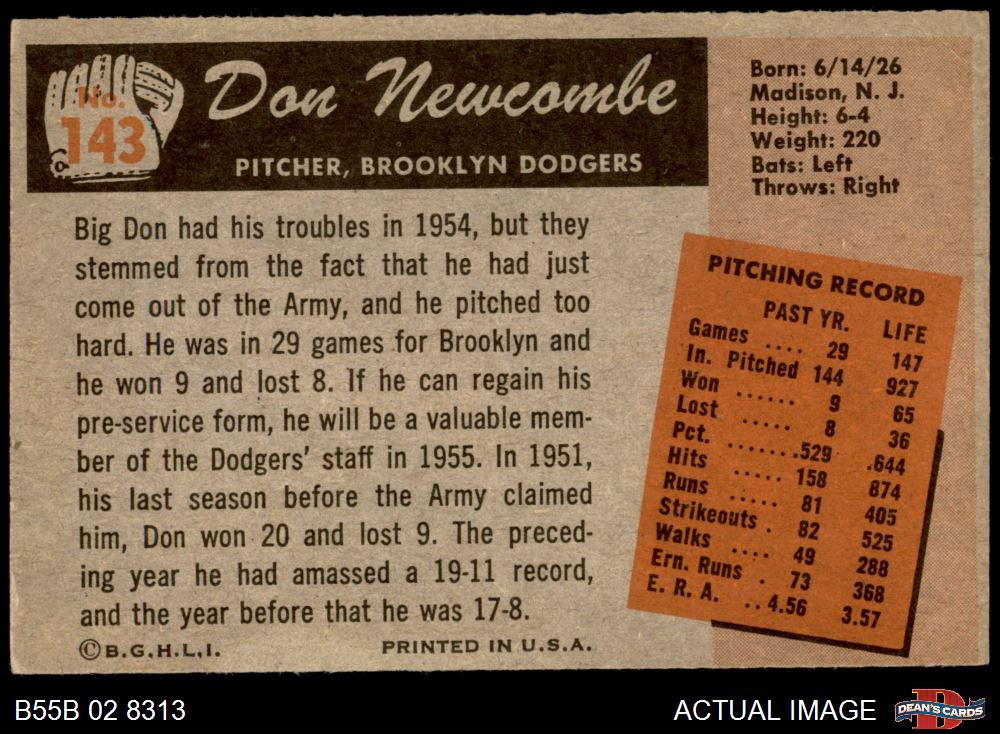 No.
143
Don Newcombe
PITCHER, BROOKLYN DODGERS
Born: 6/14/26
Madison, N. J.
Height: 6-4
Weight: 220
Bats: Left
Throws: Right
Big Don had his troubles in 1954, but they
stemmed from the fact that he had just
come out of the Army, and he pitched too
hard. He was in 29 games for Brooklyn and
he won 9 and lost 8. If he can regain his
pre-service form, he will be a valuable mem-
ber of the Dodgers' staff in 1955. In 1951,
his last season before the Army claimed
him, Don won 20 and lost 9. The preced-
ing year he had amassed a 19-11 record,
and the year before that he was 17-8.
©B.G.H.L.I. PRINTED IN U.S.A.
PITCHING RECORD
PAST YR. LIFE
Games .... 29 147
In. Pitched 144 927
Won ...... 9 65
Lost ..... 8 36
Pct. .......529 .644
Hits ..... 158 874
Runs ..... 81 405
Strikeouts . 82 525
Walks .... 49 288
Ern. Runs . 73 368
E. R. A. ..4.56 3.57
B55B 02 8313
ACTUAL IMAGE
DEAN'S CARDS